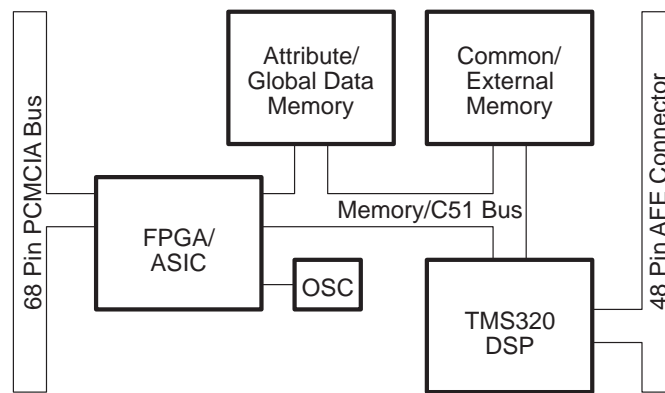 Attribute/
Global Data
Memory
Common/
External
Memory
68 Pin PCMCIA Bus
48 Pin AFE Connector
Memory/C51 Bus
FPGA/
ASIC
OSC
TMS320
DSP